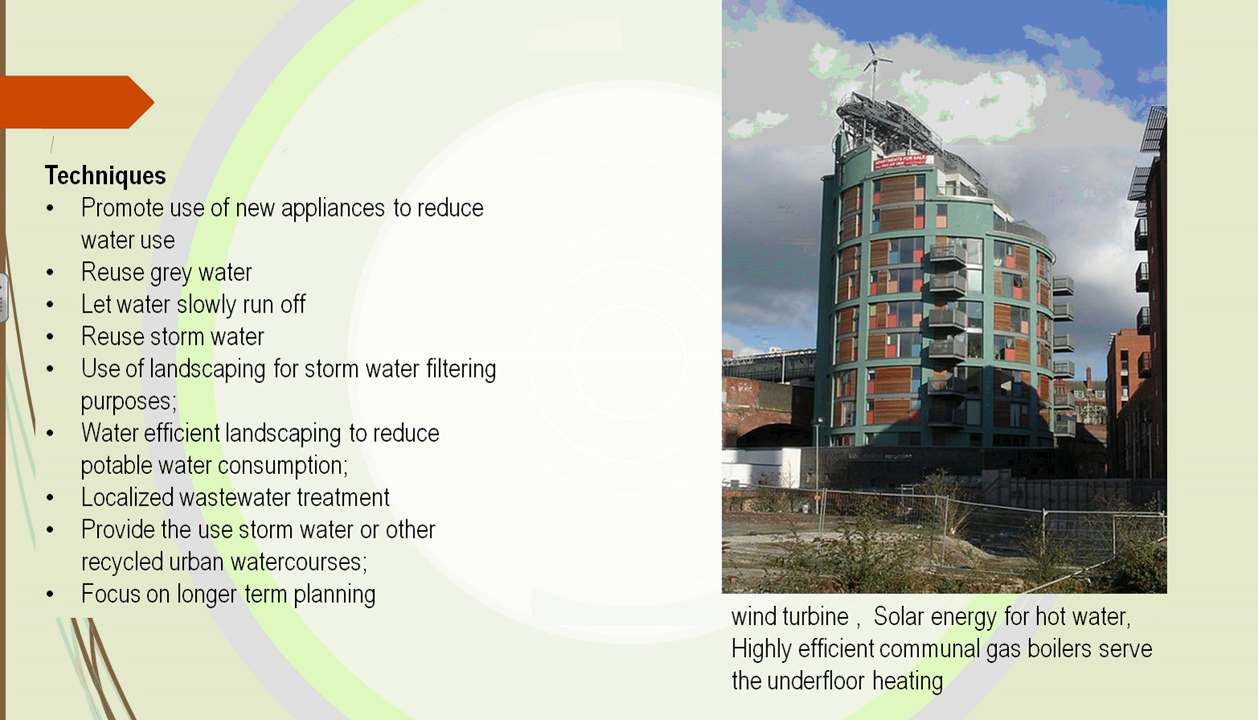 Techniques
• Promote use of new appliances to reduce
water use
• Reuse grey water
• Let water slowly run off
• Reuse storm water
• Use of landscaping for storm water filtering
purposes;
• Water efficient landscaping to reduce
potable water consumption;
• Localized wastewater treatment
• Provide the use storm water or other
recycled urban watercourses;
• Focus on longer term planning
APARTMENTS FOR SALE
wind turbine , Solar energy for hot water,
Highly efficient communal gas boilers serve
the underfloor heating